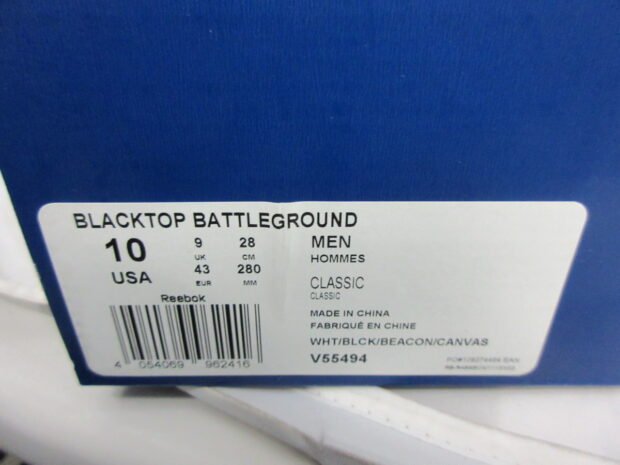 BLACKTOP BATTLEGROUND
10 9 28 MEN
UK CM HOMMES
USA 43 280
EUR MM CLASSIC
CLASSIC
Reebok
MADE IN CHINA
FABRIQUÉ EN CHINE
WHT/BLCK/BEACON/CANVAS
V55494
4 054069 962416